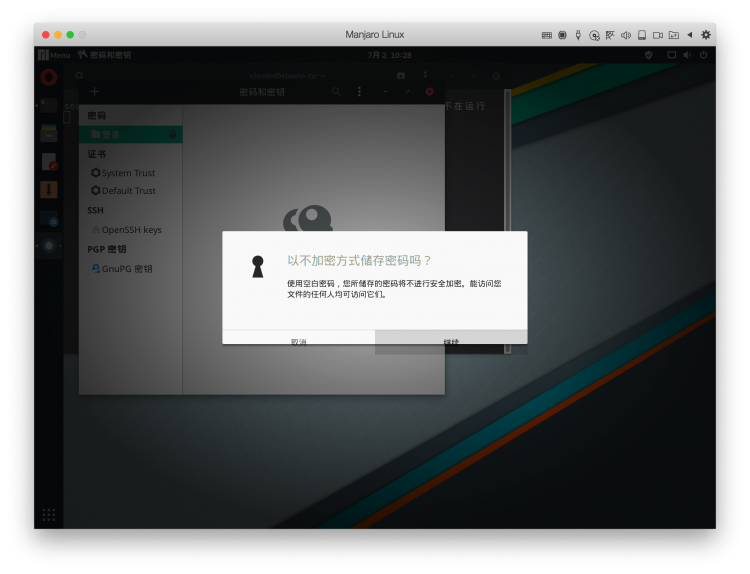 Manjaro Linux
Menu 密码和密钥
7月 2 10∶28
密码和密钥
不在运行
密码
登录
证书
System Trust
Default Trust
SSH
OpenSSH keys
PGP 密钥
GnuPG 密钥
以不加密方式储存密码吗？
使用空白密码，您所储存的密码将不进行安全加密。能访问您
文件的任何人均可访问它们。
取消
继续